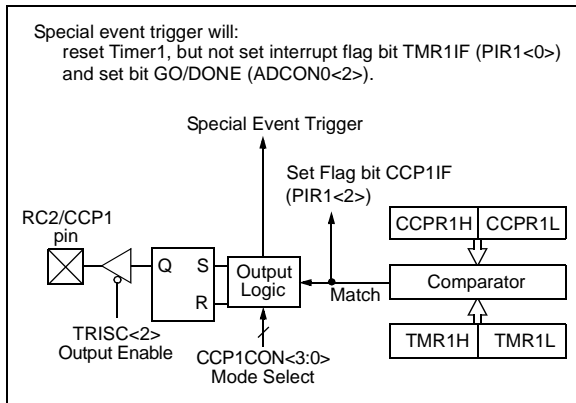 Special event trigger will:
reset Timer1, but not set interrupt flag bit TMR1IF (PIR1<0>)
and set bit GO/DONE (ADCON0<2>).
Special Event Trigger
Set Flag bit CCP1IF
(PIR1<2>)
RC2/CCP1
pin
CCPR1H CCPR1L
Q S
R
Output
Logic
Match
Comparator
TRISC<2>
Output Enable
CCP1CON<3:0>
Mode Select
TMR1H TMR1L